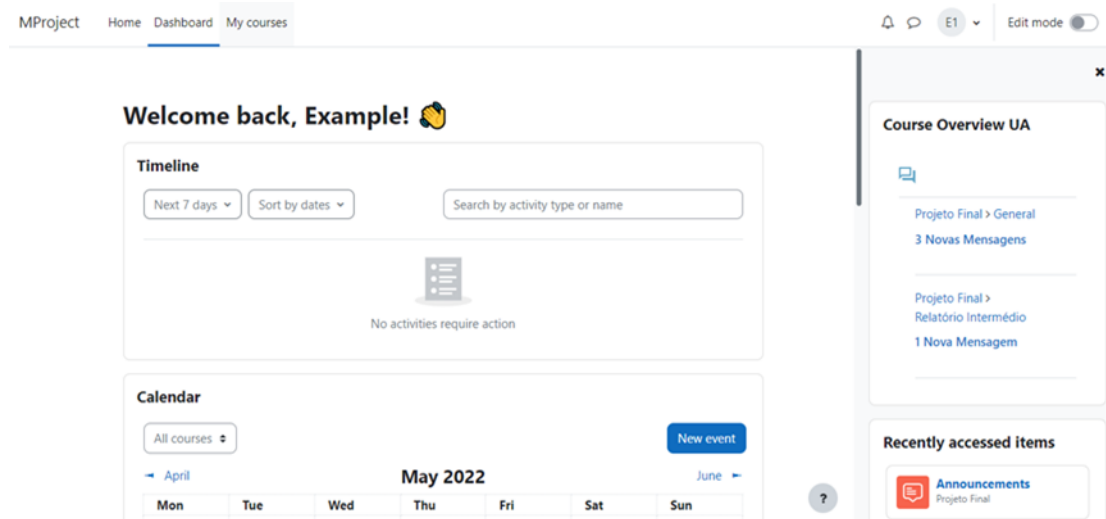 MProject Home Dashboard My courses E1 Edit mode
Welcome back, Example!
Timeline
Next 7 days Sort by dates Search by activity type or name
No activities require action
Calendar
All courses New event
April May 2022 June
Mon Tue Wed Thu Fri Sat Sun
?
Course Overview UA
Projeto Final > General
3 Novas Mensagens
Projeto Final >
Relatório Intermédio
1 Nova Mensagem
Recently accessed items
Announcements
Projeto Final